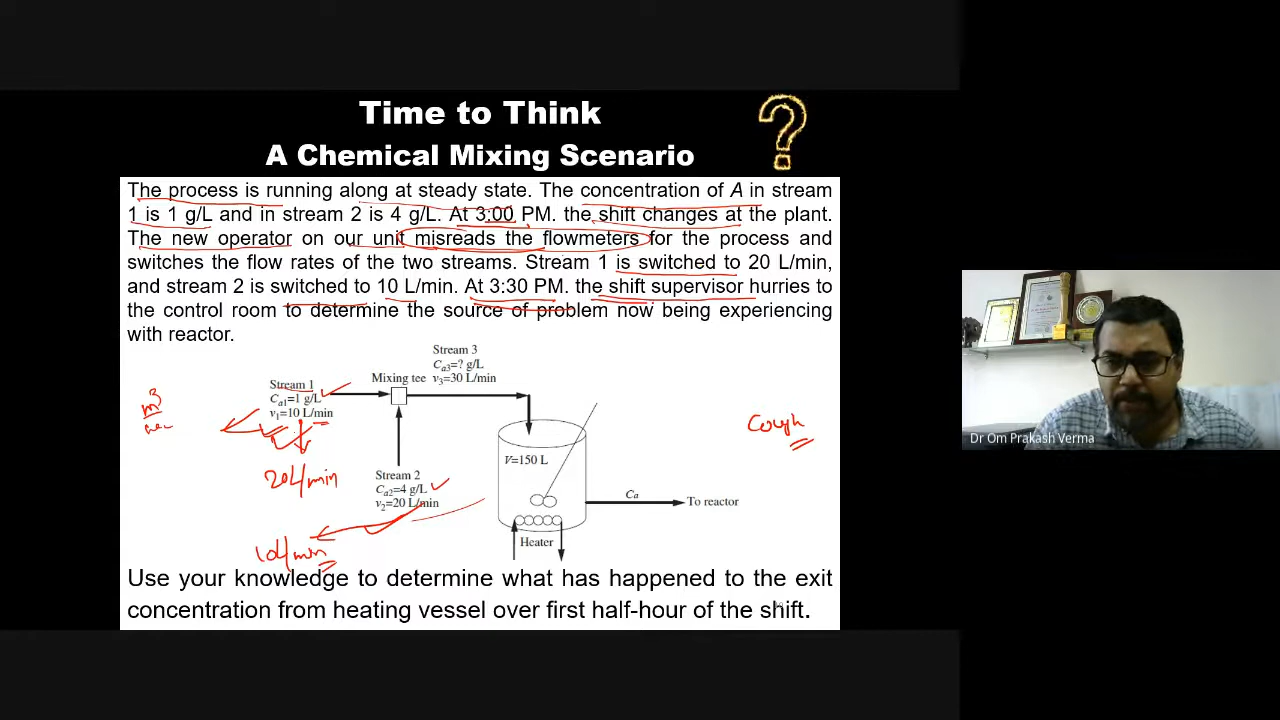 Time to Think
A Chemical Mixing Scenario
The process is running along at steady state. The concentration of A in stream
1 is 1 g/L and in stream 2 is 4 g/L. At 3:00 PM. the shift changes at the plant.
The new operator on our unit misreads the flowmeters for the process and
switches the flow rates of the two streams. Stream 1 is switched to 20 L/min,
and stream 2 is switched to 10 L/min. At 3:30 PM. the shift supervisor hurries to
the control room to determine the source of problem now being experiencing
with reactor.
Stream 3
Ca3=? g/L
v3=30 L/min
Mixing tee
Stream 1
Ca1=1 g/L
v1=10 L/min
m3
20L/min
Stream 2
Ca2=4 g/L
v2=20 L/min
10L/min
V=150 L
Heater
Ca
To reactor
Dr Om Prakash Verma
Use your knowledge to determine what has happened to the exit
concentration from heating vessel over first half-hour of the shift.